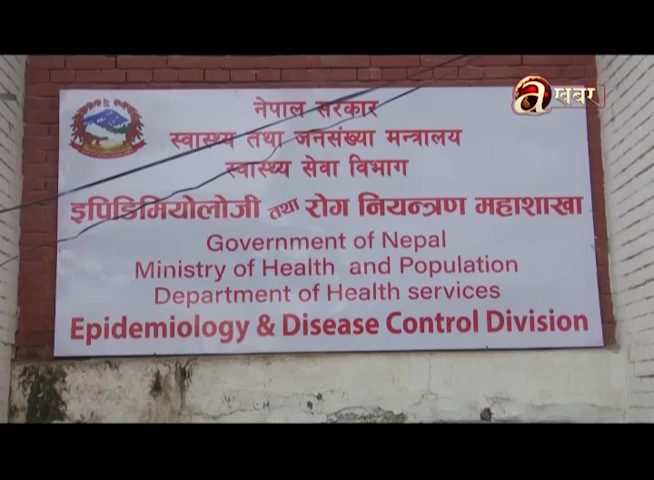 a खबर
नेपाल सरकार
स्वास्थ्य तथा जनसंख्या मन्त्रालय
स्वास्थ्य सेवा विभाग
इपिडिमियोलोजी तथा रोग नियन्त्रण महाशाखा
Government of Nepal
Ministry of Health and Population
Department of Health services
Epidemiology & Disease Control Division